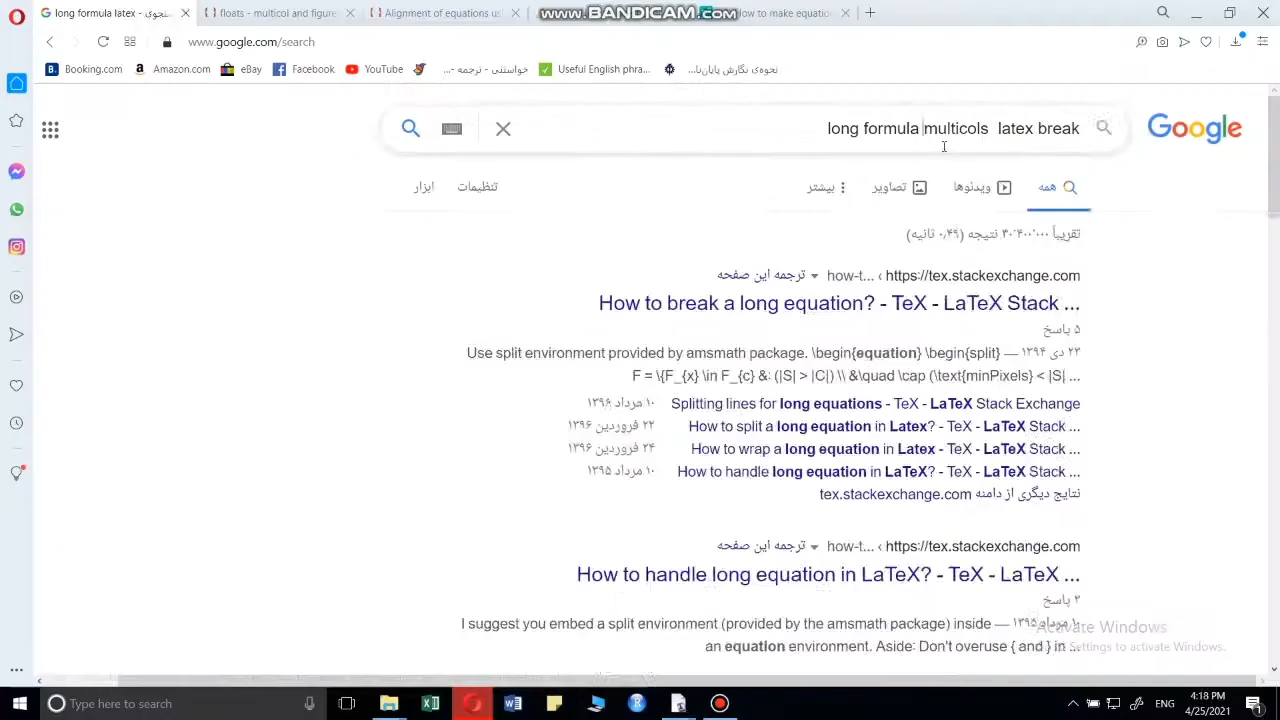 long formula latex - جستجوی
floats - multicol and figure
Alignment of equations us
www.BANDICAM.com
How to make equatio
www.google.com/search
Booking.com
Amazon.com
eBay
Facebook
YouTube
خواستنی - ترجمه -...
Useful English phra...
نحوه‌ی نگارش پایان‌نا...
long formula multicols latex break
Google
همه
ویدئوها
تصاویر
بیشتر
تنظیمات
ابزار
تقریباً ۳۰٬۴۰۰٬۰۰۰ نتیجه (۰٫۴۹ ثانیه)
https://tex.stackexchange.com › how-t... ترجمه این صفحه
How to break a long equation? - TeX - LaTeX Stack ...
۵ پاسخ
۲۳ دی ۱۳۹۴ — Use split environment provided by amsmath package. \begin{equation} \begin{split}
F = \{F_{x} \in F_{c} &: (|S| > |C|) \\ &\quad \cap (\text{minPixels} < |S| ...
Splitting lines for long equations - TeX - LaTeX Stack Exchange ۱۰ مرداد ۱۳۹۶
How to split a long equation in Latex? - TeX - LaTeX Stack ... ۲۲ فروردین ۱۳۹۶
How to wrap a long equation in Latex - TeX - LaTeX Stack ... ۲۴ فروردین ۱۳۹۶
How to handle long equation in LaTeX? - TeX - LaTeX Stack ... ۱۰ مرداد ۱۳۹۵
نتایج دیگری از دامنه tex.stackexchange.com
https://tex.stackexchange.com › how-t... ترجمه این صفحه
How to handle long equation in LaTeX? - TeX - LaTeX ...
۳ پاسخ
۱۰ مرداد ۱۳۹۵ — I suggest you embed a split environment (provided by the amsmath package) inside
an equation environment. Aside: Don't overuse { and } in ...
Activate Windows
Settings to activate Windows.
Type here to search
ENG
4:18 PM
4/25/2021